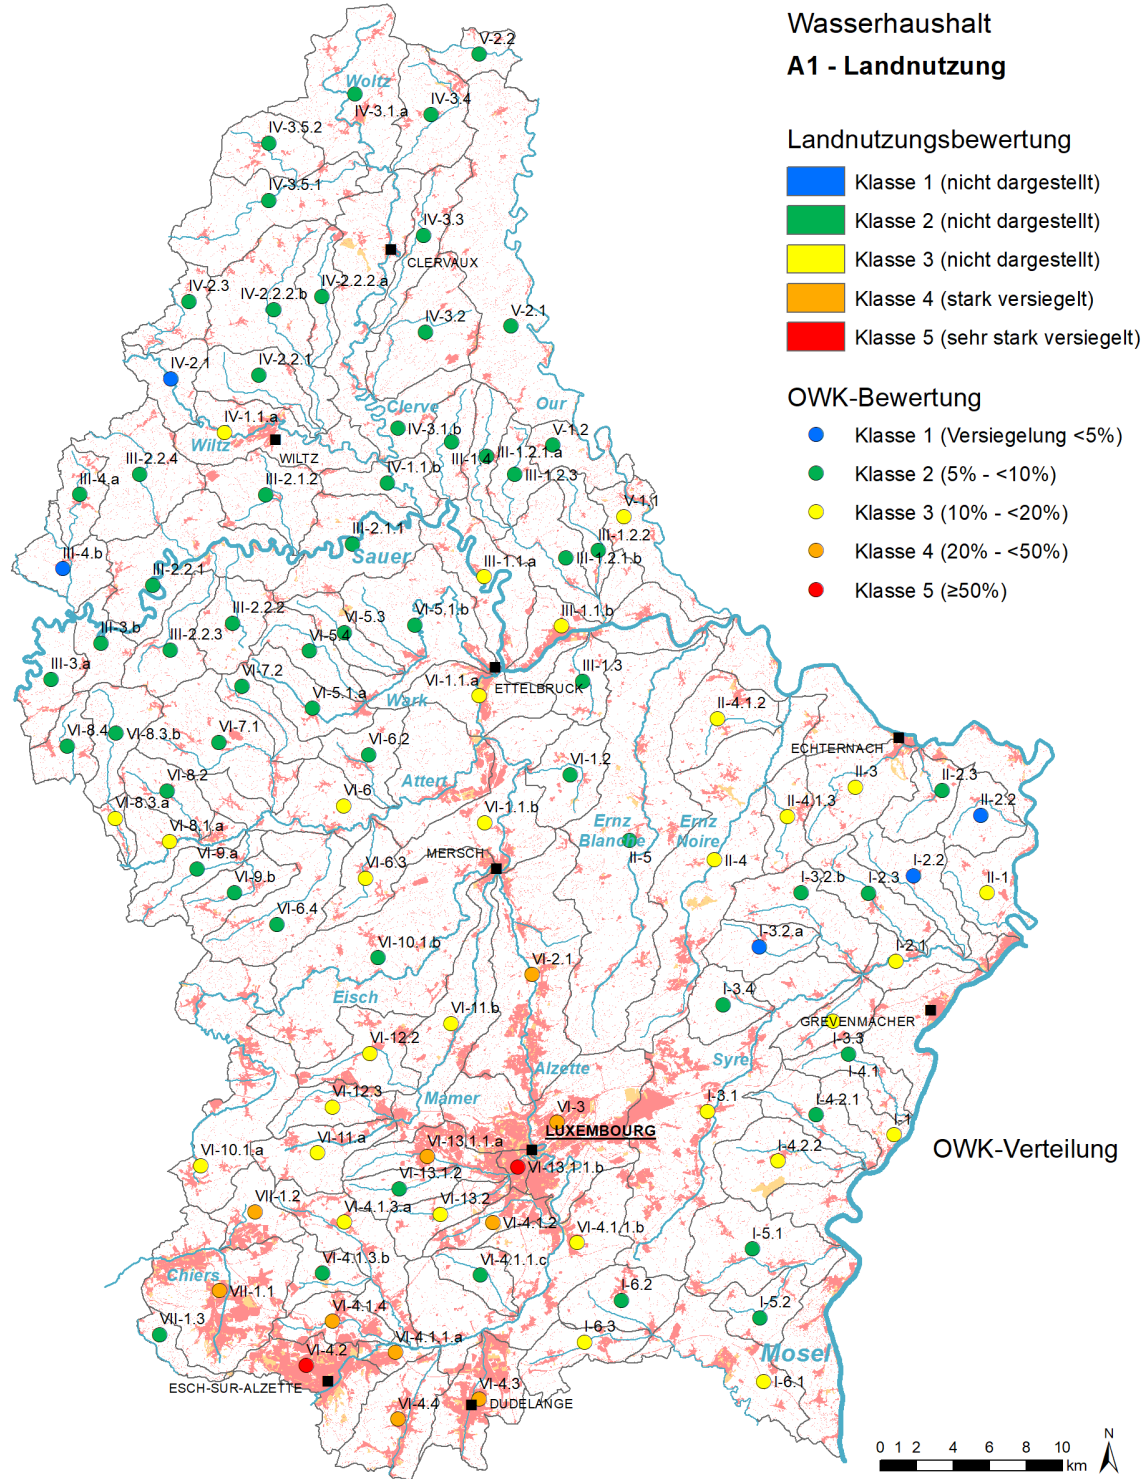 Wasserhaushalt
A1 - Landnutzung
Landnutzungsbewertung
Klasse 1 (nicht dargestellt)
Klasse 2 (nicht dargestellt)
Klasse 3 (nicht dargestellt)
Klasse 4 (stark versiegelt)
Klasse 5 (sehr stark versiegelt)
OWK-Bewertung
Klasse 1 (Versiegelung <5%)
Klasse 2 (5% - <10%)
Klasse 3 (10% - <20%)
Klasse 4 (20% - <50%)
Klasse 5 (≥50%)
V-2.2
Woltz
IV-3.1.a
IV-3.4
IV-3.5.2
IV-3.5.1
IV-3.3
CLERVAUX
IV-2.3
IV-2.2.2.b
IV-2.2.2.a
IV-3.2
V-2.1
IV-2.1
IV-2.2.1
Clerve
Our
IV-1.1.a
Wiltz
WILTZ
IV-3.1.b
V-1.2
III-1.4
III-1.2.1.a
III-1.2.3
III-2.2.4
III-4.a
III-2.1.2
IV-1.1.b
V-1.1
III-2.1.1
Sauer
III-1.2.2
III-1.2.1.b
III-4.b
III-2.2.1
III-1.1.a
III-2.2.2
VI-5.3
VI-5.1.b
III-1.1.b
III-3.b
III-2.2.3
VI-5.4
III-3.a
VI-7.2
VI-1.1.a
ETTELBRUCK
III-1.3
VI-5.1.a
Wark
II-4.1.2
VI-8.4
VI-8.3.b
VI-7.1
VI-6.2
ECHTERNACH
VI-8.2
Attert
VI-1.2
II-3
II-2.3
VI-8.3.a
VI-6
VI-1.1.b
II-4.1.3
II-2.2
VI-8.1.a
Ernz
Blanche
Ernz
Noire
VI-9.a
MERSCH
II-5
II-4
VI-6.3
I-2.2
VI-9.b
I-3.2.b
I-2.3
II-1
VI-6.4
I-3.2.a
VI-10.1.b
I-2.1
VI-2.1
Eisch
I-3.4
VI-11.b
GREVENMACHER
I-3.3
VI-12.2
Alzette
Syre
I-4.1
VI-12.3
Mamer
I-3.1
I-4.2.1
VI-3
LUXEMBOURG
I-1
VI-11.a
VI-13.1.1.a
VI-10.1.a
I-4.2.2
OWK-Verteilung
VI-13.1.1.b
VI-13.1.2
VII-1.2
VI-4.1.3.a
VI-13.2
VI-4.1.2
VI-4.1.1.b
I-5.1
VI-4.1.3.b
VI-4.1.1.c
Chiers
VII-1.1
I-6.2
I-5.2
VI-4.1.4
VII-1.3
VI-4.1.1.a
I-6.3
VI-4.2
Mosel
ESCH-SUR-ALZETTE
VI-4.3
I-6.1
DUDELANGE
VI-4.4
N
0 1 2 4 6 8 10
km